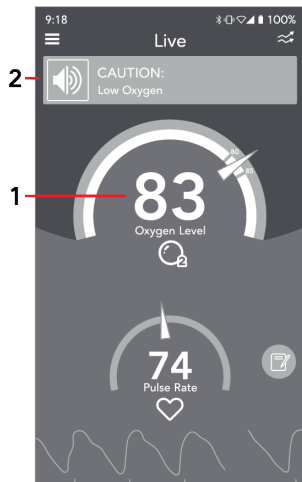 9:18
100%
Live
2
CAUTION:
Low Oxygen
80
85
1
83
Oxygen Level
2
74
Pulse Rate